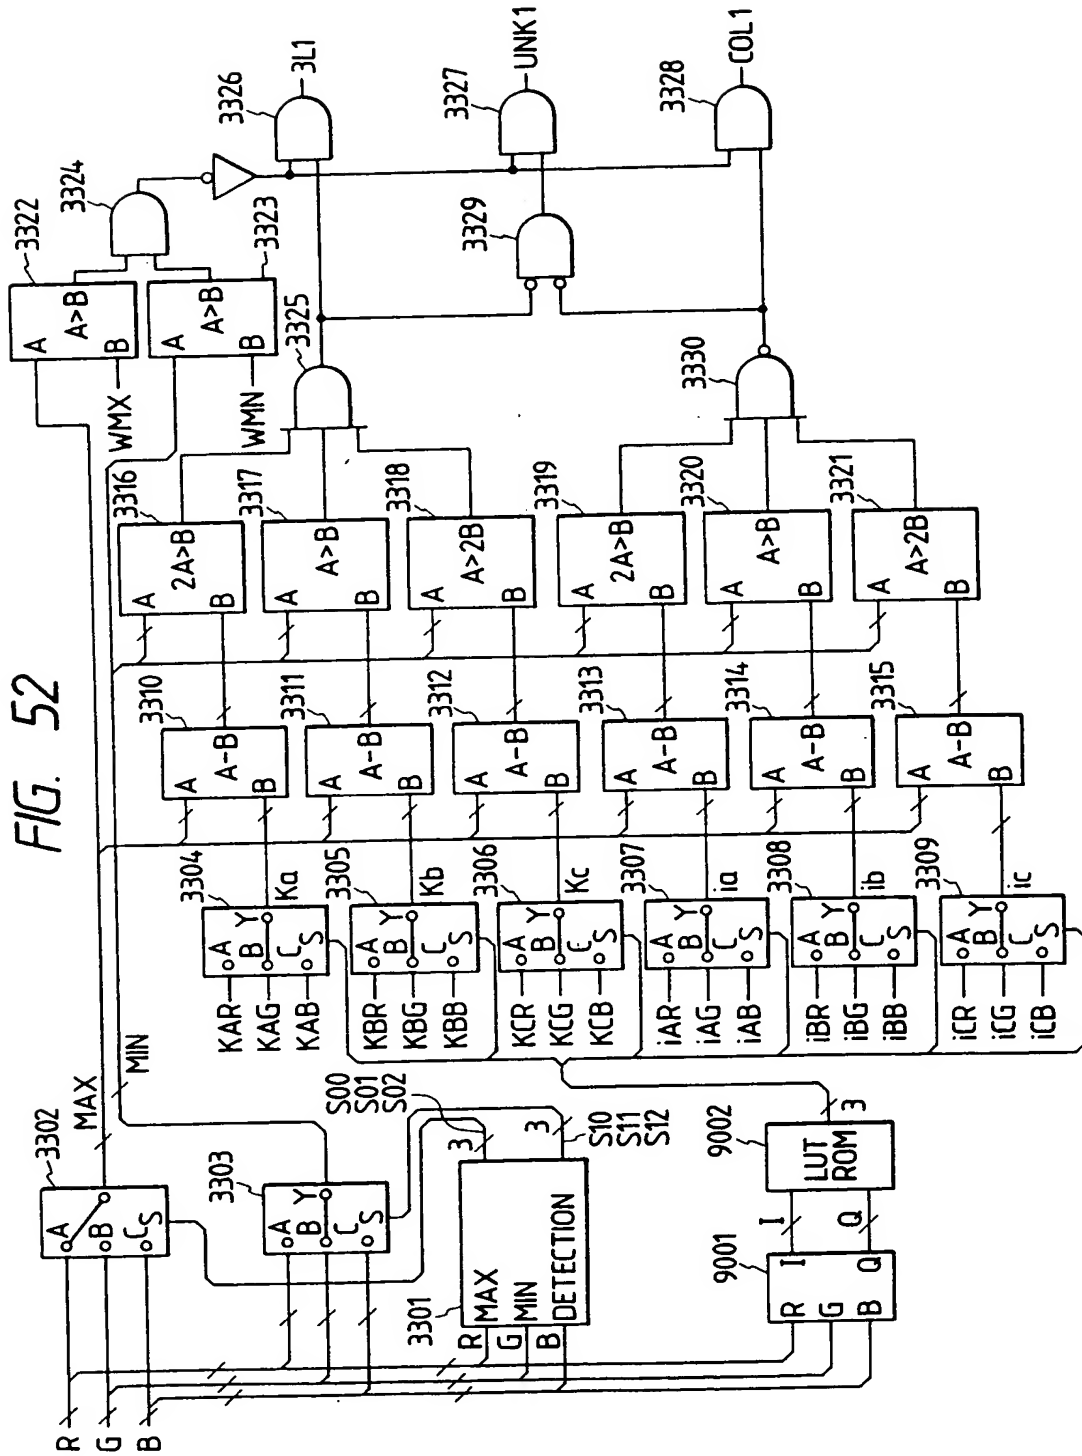 FIG. 52
R
G
B
3302
A
B
C
S
MAX
3303
A
B
C
Y
S
MIN
3301
R
G
B
MAX
MIN
DETECTION
3
S00
S01
S02
3
S10
S11
S12
9001
R
G
B
I
Q
I
Q
9002
LUT
ROM
3
KAR
KAG
KAB
3304
A
B
C
Y
S
Ka
KBR
KBG
KBB
3305
A
B
C
Y
S
Kb
KCR
KCG
KCB
3306
A
B
C
Y
S
Kc
iAR
iAG
iAB
3307
A
B
C
Y
S
ia
iBR
iBG
iBB
3308
A
B
C
Y
S
ib
iCR
iCG
iCB
3309
A
B
C
Y
S
ic
3310
A
A-B
B
3311
A
A-B
B
3312
A
A-B
B
3313
A
A-B
B
3314
A
A-B
B
3315
A
A-B
B
3316
A
2A>B
B
3317
A
A>B
B
3318
A
A>2B
B
3319
A
2A>B
B
3320
A
A>B
B
3321
A
A>2B
B
WMX
3322
A
A>B
B
WMN
3323
A
A>B
B
3324
3325
3330
3329
3326
3L1
3327
UNK1
3328
COL1